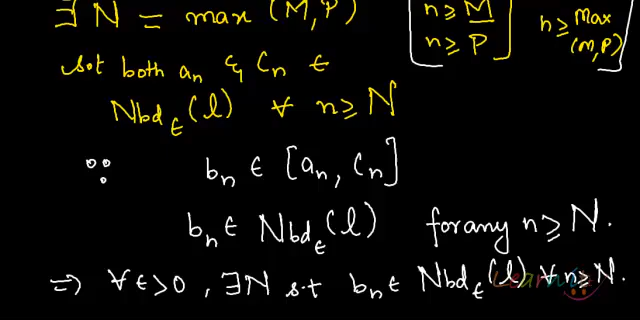 ∃ N = max (M, P) [n ≥ M n ≥ max
n ≥ P] (M, P)]
s.t both aₙ & cₙ ∈
Nbd_ε(l) ∀ n ≥ N
∵ bₙ ∈ [aₙ, cₙ]
bₙ ∈ Nbd_ε(l) for any n ≥ N.
⇒ ∀ ε > 0, ∃ N s.t bₙ ∈ Nbd_ε(l) ∀ n ≥ N.